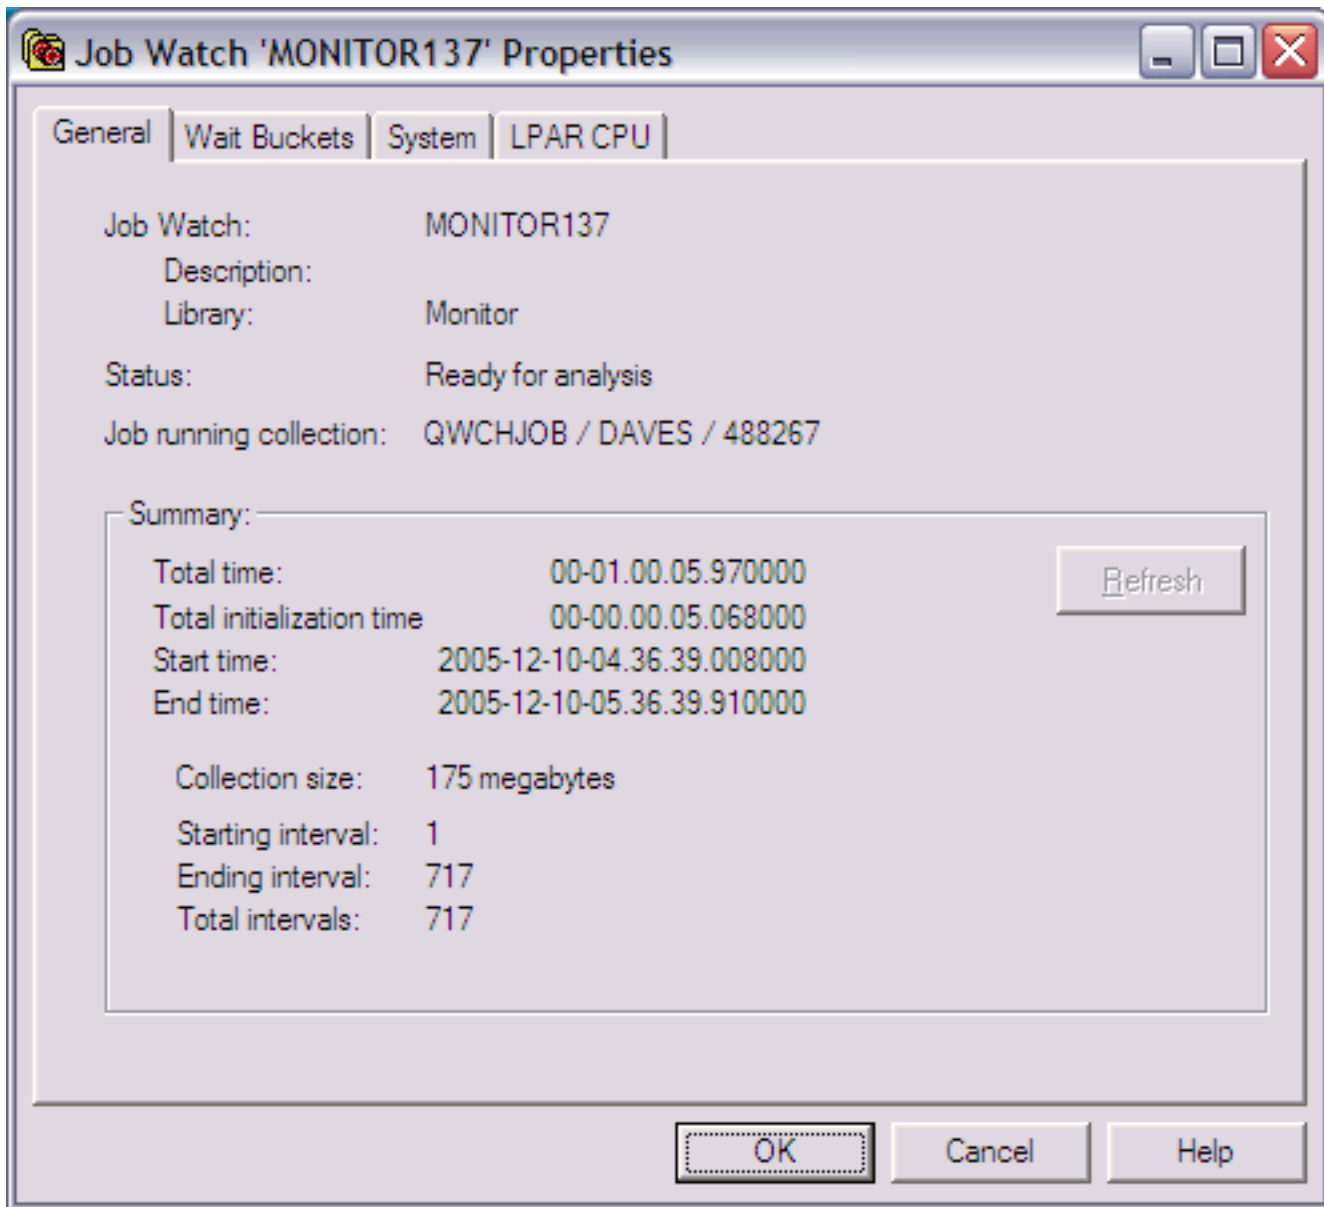 Job Watch 'MONITOR137' Properties
General Wait Buckets System LPAR CPU
Job Watch: MONITOR137
Description:
Library: Monitor
Status: Ready for analysis
Job running collection: QWCHJOB / DAVES / 488267
Summary:
Total time: 00-01.00.05.970000
Refresh
Total initialization time 00-00.00.05.068000
Start time: 2005-12-10-04.36.39.008000
End time: 2005-12-10-05.36.39.910000
Collection size: 175 megabytes
Starting interval: 1
Ending interval: 717
Total intervals: 717
OK Cancel Help